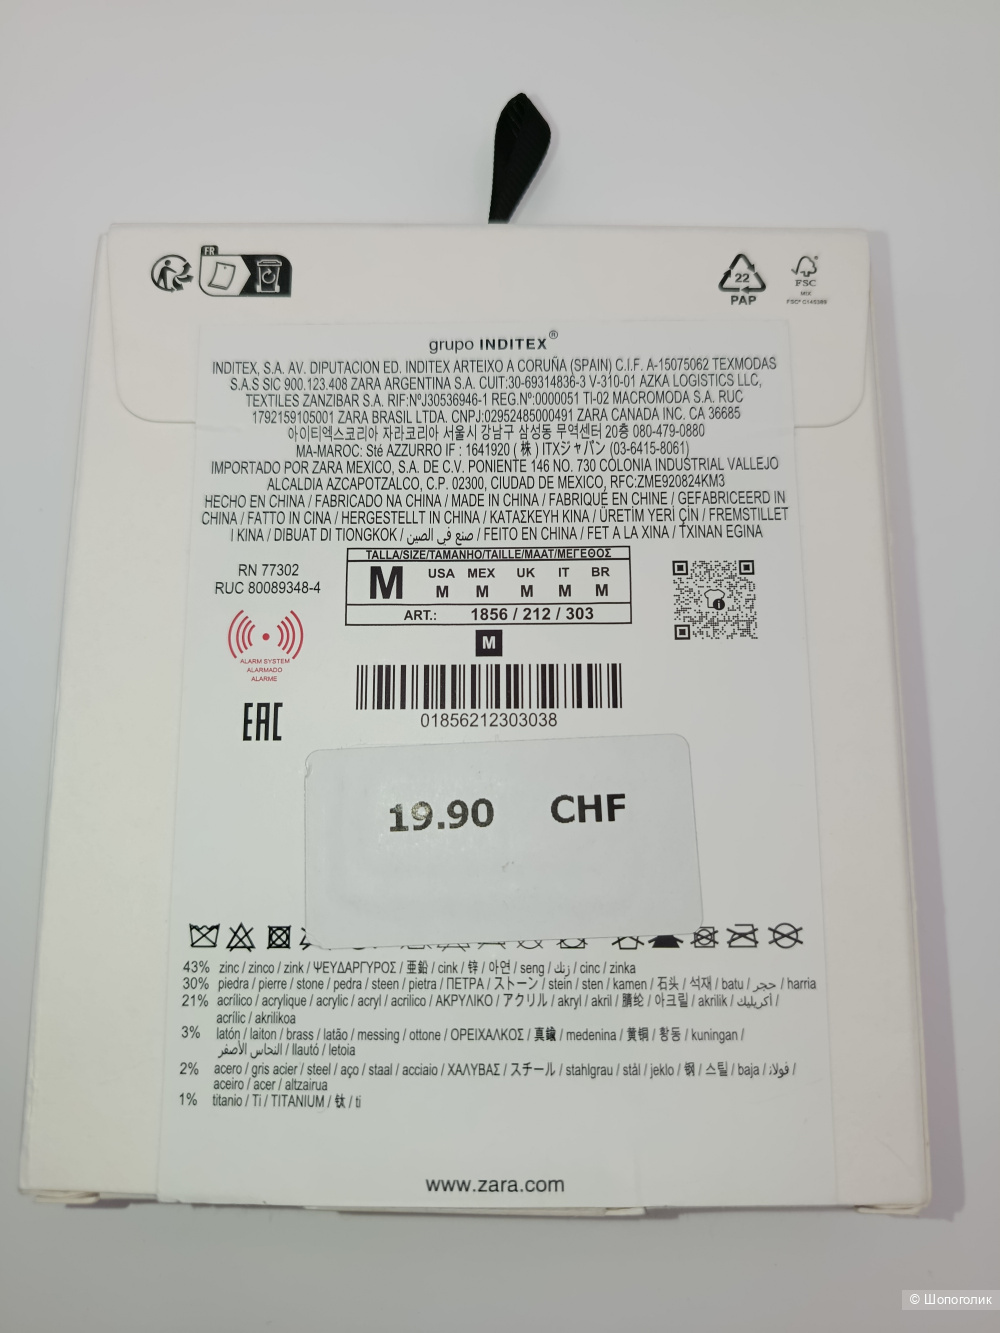 FR
22
PAP
FSC
MIX
FSC® C145388
grupo INDITEX®
INDITEX, S.A. AV. DIPUTACION ED. INDITEX ARTEIXO A CORUÑA (SPAIN) C.I.F. A-15075062 TEXMODAS
S.A.S SIC 900.123.408 ZARA ARGENTINA S.A. CUIT:30-69314836-3 V-310-01 AZKA LOGISTICS LLC,
TEXTILES ZANZIBAR S.A. RIF:NºJ30536946-1 REG.Nº:0000051 TI-02 MACROMODA S.A. RUC
1792159105001 ZARA BRASIL LTDA. CNPJ:02952485000491 ZARA CANADA INC. CA 36685
아이티엑스코리아 자라코리아 서울시 강남구 삼성동 무역센터 20층 080-479-0880
MA-MAROC: Sté AZZURRO IF : 1641920 ( 株 ) ITXジャパン (03-6415-8061)
IMPORTADO POR ZARA MEXICO, S.A. DE C.V. PONIENTE 146 NO. 730 COLONIA INDUSTRIAL VALLEJO
ALCALDIA AZCAPOTZALCO, C.P. 02300, CIUDAD DE MEXICO, RFC:ZME920824KM3
HECHO EN CHINA / FABRICADO NA CHINA / MADE IN CHINA / FABRIQUÉ EN CHINE / GEFABRICEERD IN
CHINA / FATTO IN CINA / HERGESTELLT IN CHINA / ΚΑΤΑΣΚΕΥΗ ΚΙΝΑ / ÜRETİM YERİ ÇİN / FREMSTILLET
I KINA / DIBUAT DI TIONGKOK / صنع في الصين / FEITO EN CHINA / FET A LA XINA / TXINAN EGINA
TALLA/SIZE/TAMANHO/TAILLE/MAAT/ΜΕΓΕΘΟΣ
M
USA MEX UK IT BR
M M M M M
ART.: 1856 / 212 / 303
M
RN 77302
RUC 80089348-4
ALARM SYSTEM
ALARMADO
ALARME
EAC
01856212303038
19.90 CHF
43% zinc / zinco / zink / ΨΕΥΔΑΡΓΥΡΟΣ / 亜鉛 / cink / 锌 / 아연 / seng / زنك / cinc / zinka
30% piedra / pierre / stone / pedra / steen / pietra / ΠΕΤΡΑ / ストーン / stein / sten / kamen / 石头 / 석재 / batu / حجر / harria
21% acrílico / acrylique / acrylic / acryl / acrilico / ΑΚΡΥΛΙΚΟ / アクリル / akryl / akril / 腈纶 / 아크릴 / akrilik / أكريليك /
acrílic / akrilikoa
3% latón / laiton / brass / latão / messing / ottone / ΟΡΕΙΧΑΛΚΟΣ / 真鍮 / medenina / 黄铜 / 황동 / kuningan /
النحاس الأصفر / llautó / letoia
2% acero / gris acier / steel / aço / staal / acciaio / ΧΑΛΥΒΑΣ / スチール / stahlgrau / stål / jeklo / 钢 / 스틸 / baja / فولاذ /
aceiro / acer / altzairua
1% titanio / Ti / TITANIUM / 钛 / ti
www.zara.com
© Шопоголик